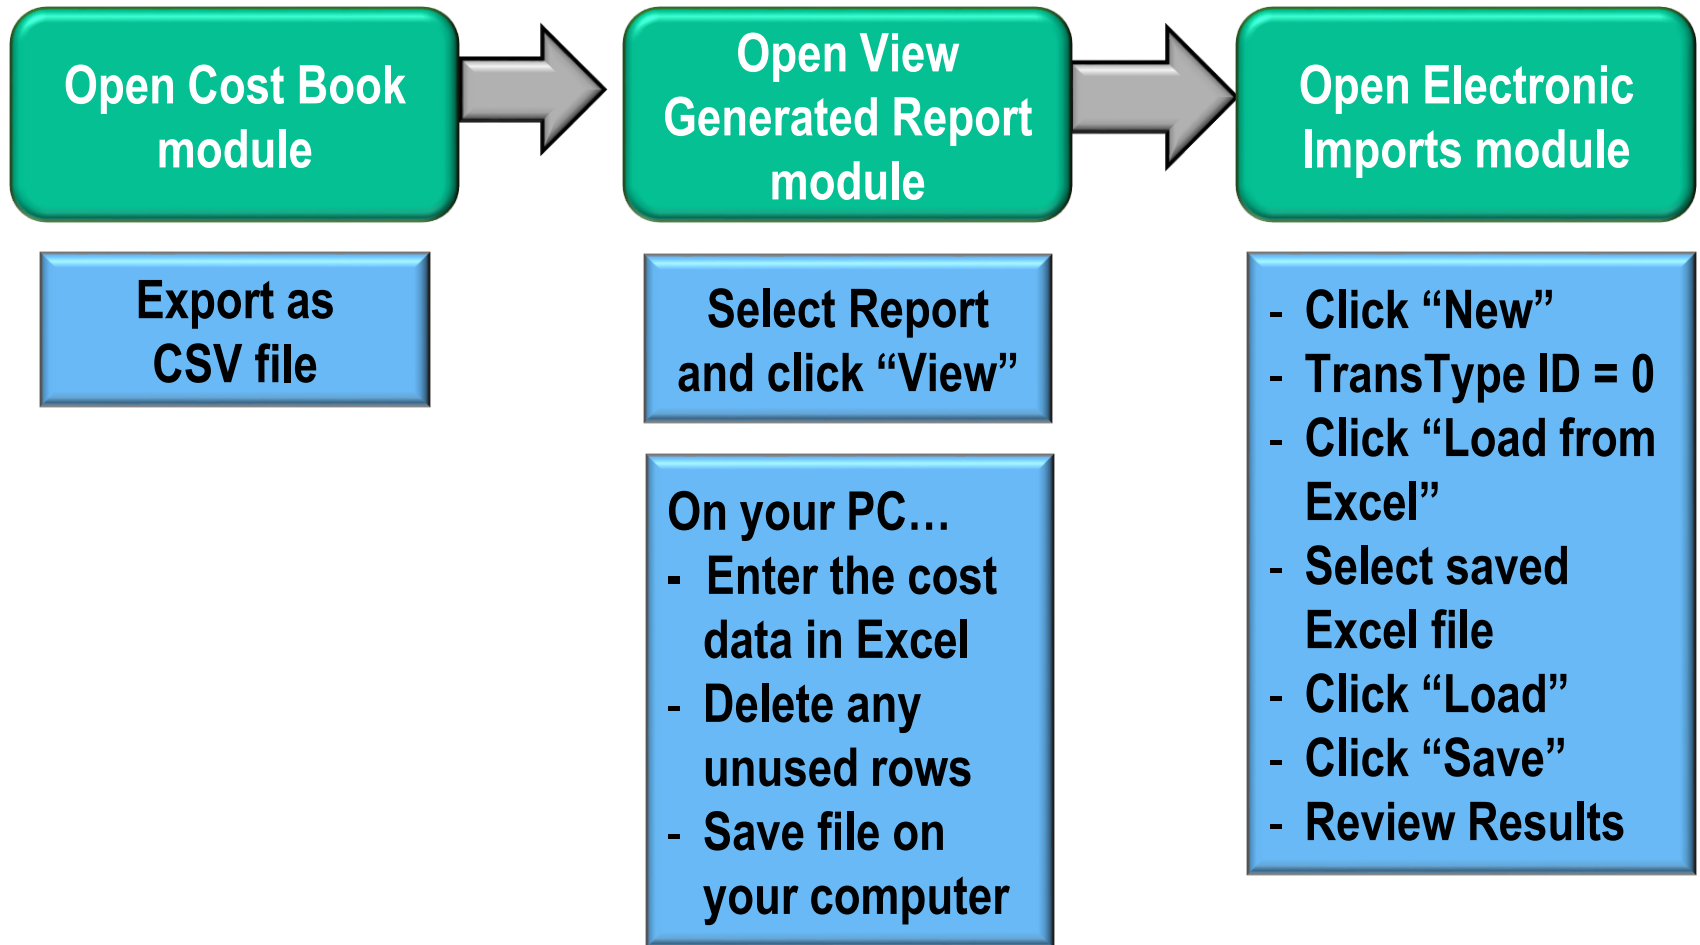 Open Cost Book
module
Open View
Generated Report
module
Open Electronic
Imports module
Export as
CSV file
Select Report
and click “View”
On your PC…
- Enter the cost
data in Excel
- Delete any
unused rows
- Save file on
your computer
- Click “New”
- TransType ID = 0
- Click “Load from
Excel”
- Select saved
Excel file
- Click “Load”
- Click “Save”
- Review Results